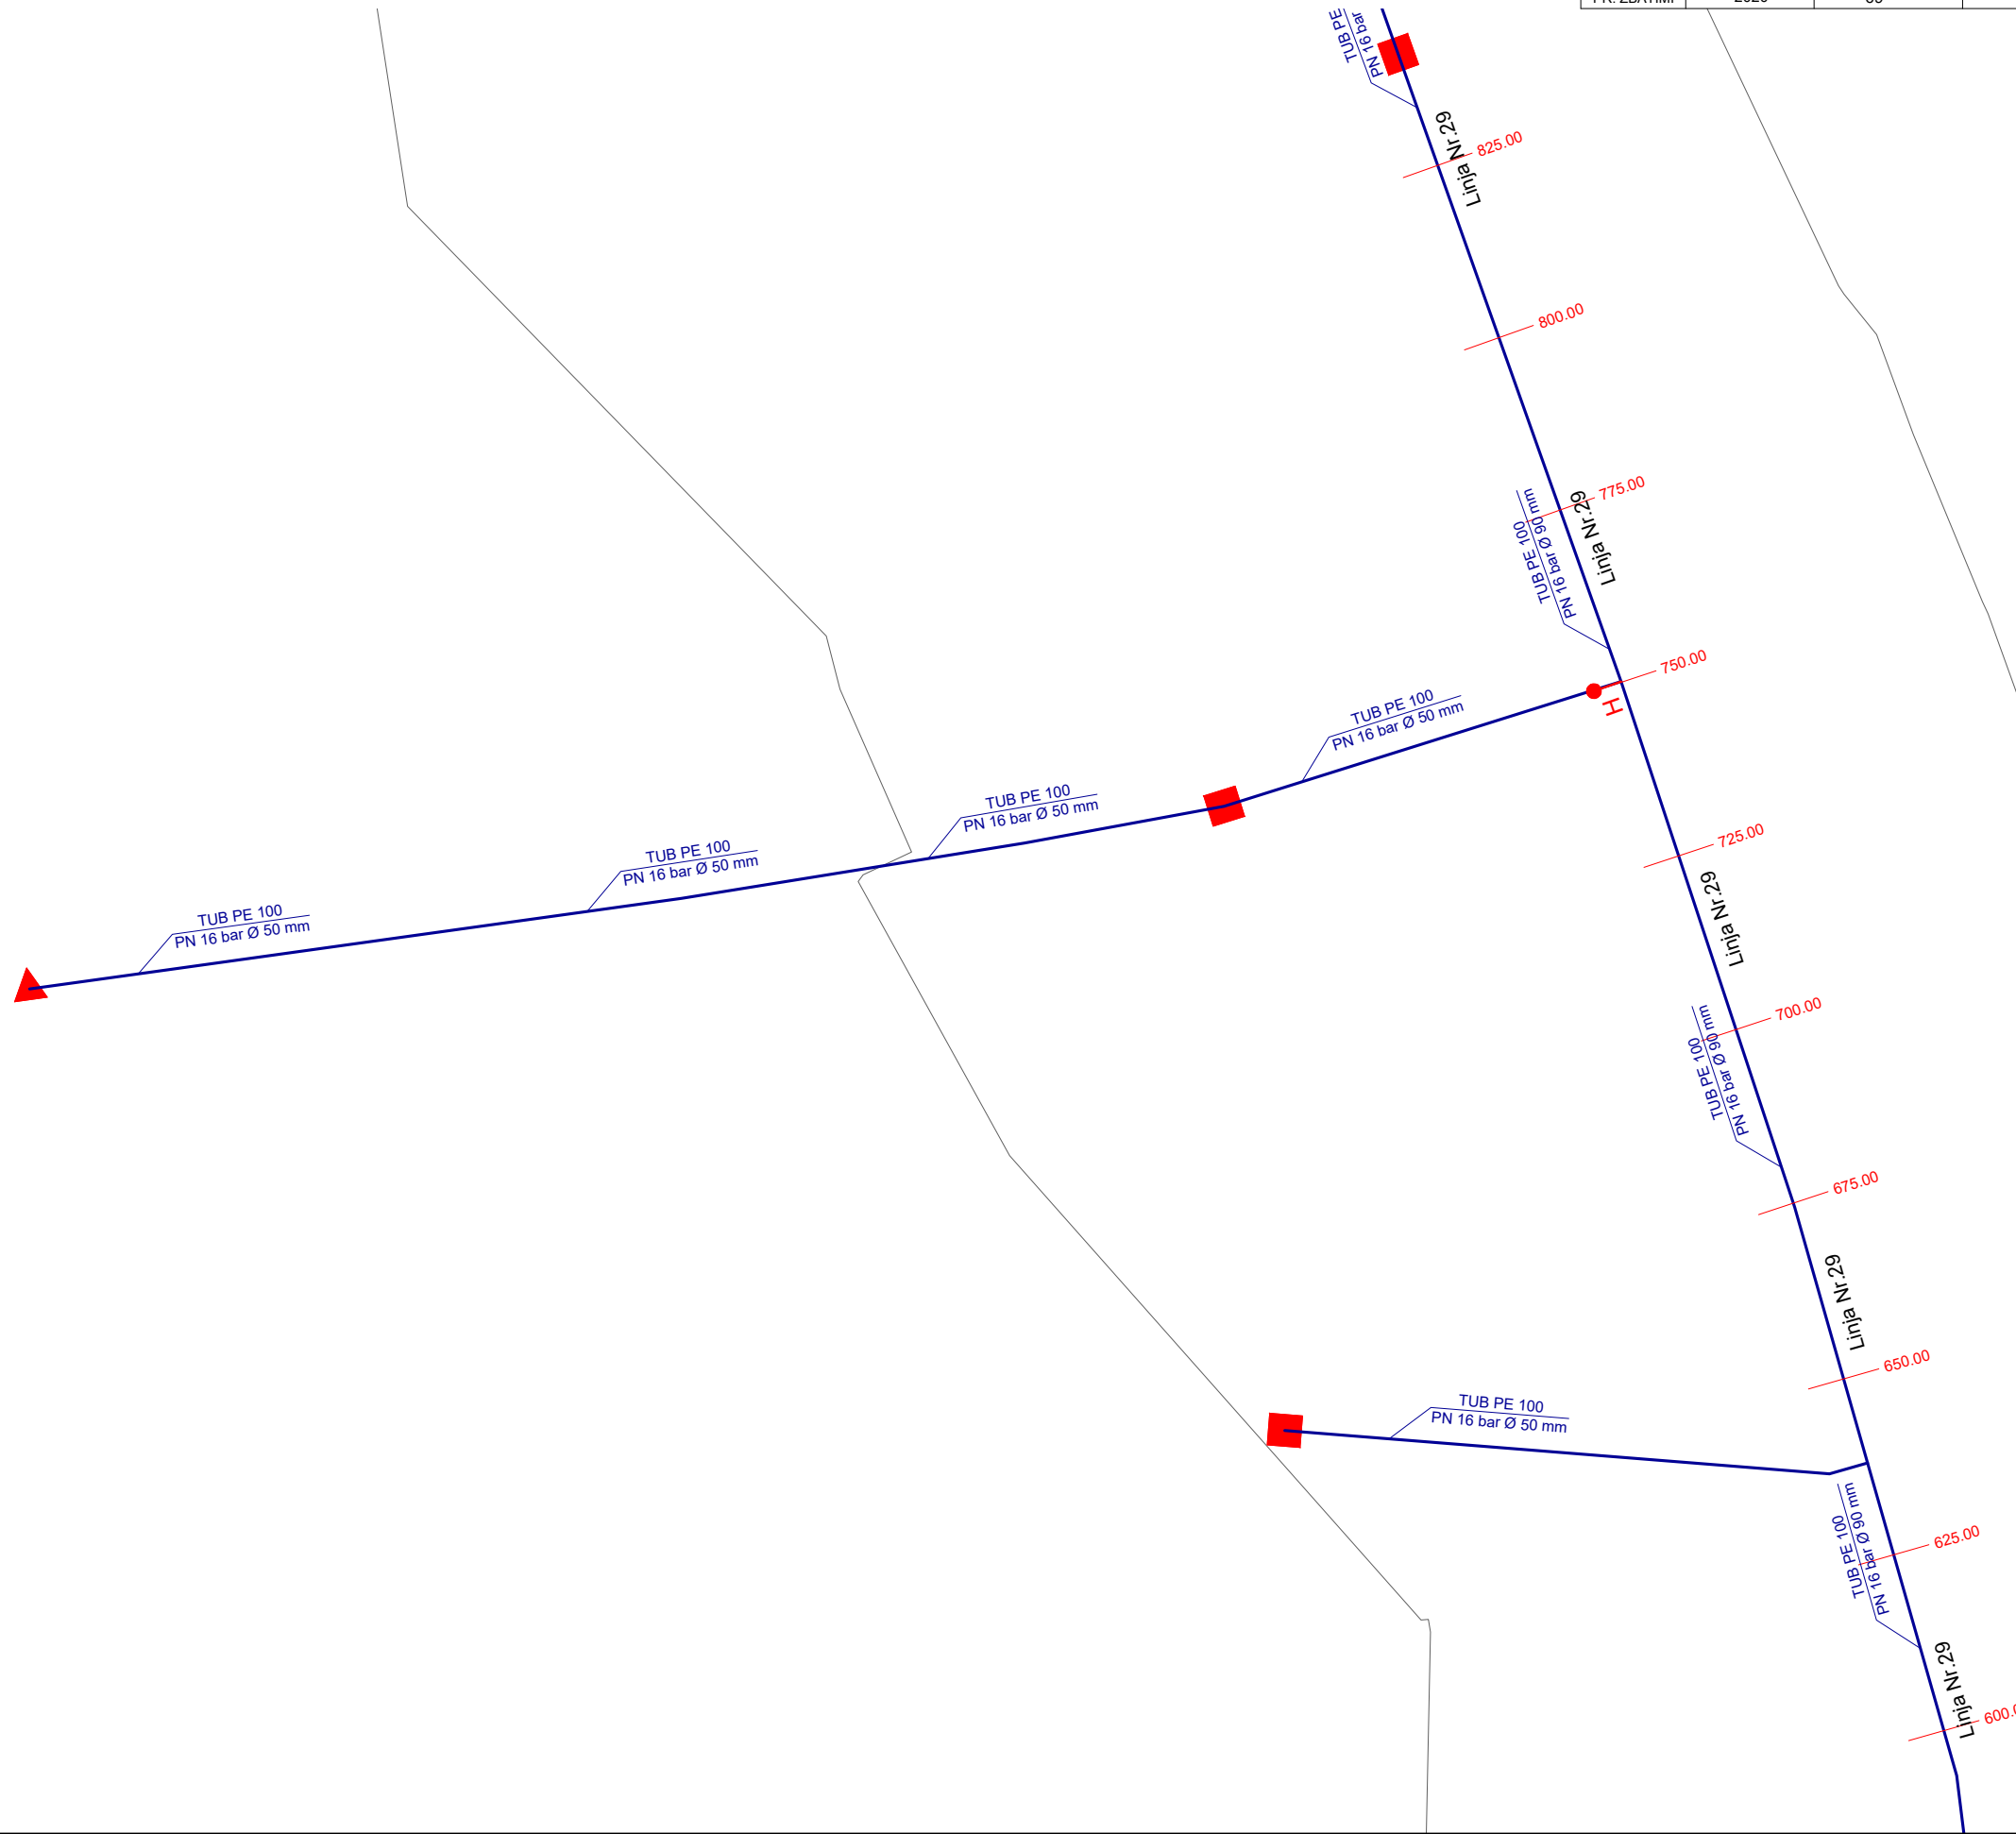 2020
TUB PE
PN 16 bar
Linja Nr.29
825.00
800.00
775.00
Linja Nr.29
TUB PE 100
PN 16 bar Ø 90 mm
750.00
H
TUB PE 100
PN 16 bar Ø 50 mm
TUB PE 100
PN 16 bar Ø 50 mm
TUB PE 100
PN 16 bar Ø 50 mm
TUB PE 100
PN 16 bar Ø 50 mm
725.00
Linja Nr.29
700.00
TUB PE 100
PN 16 bar Ø 90 mm
675.00
Linja Nr.29
650.00
TUB PE 100
PN 16 bar Ø 50 mm
625.00
TUB PE 100
PN 16 bar Ø 90 mm
Linja Nr.29
600.0